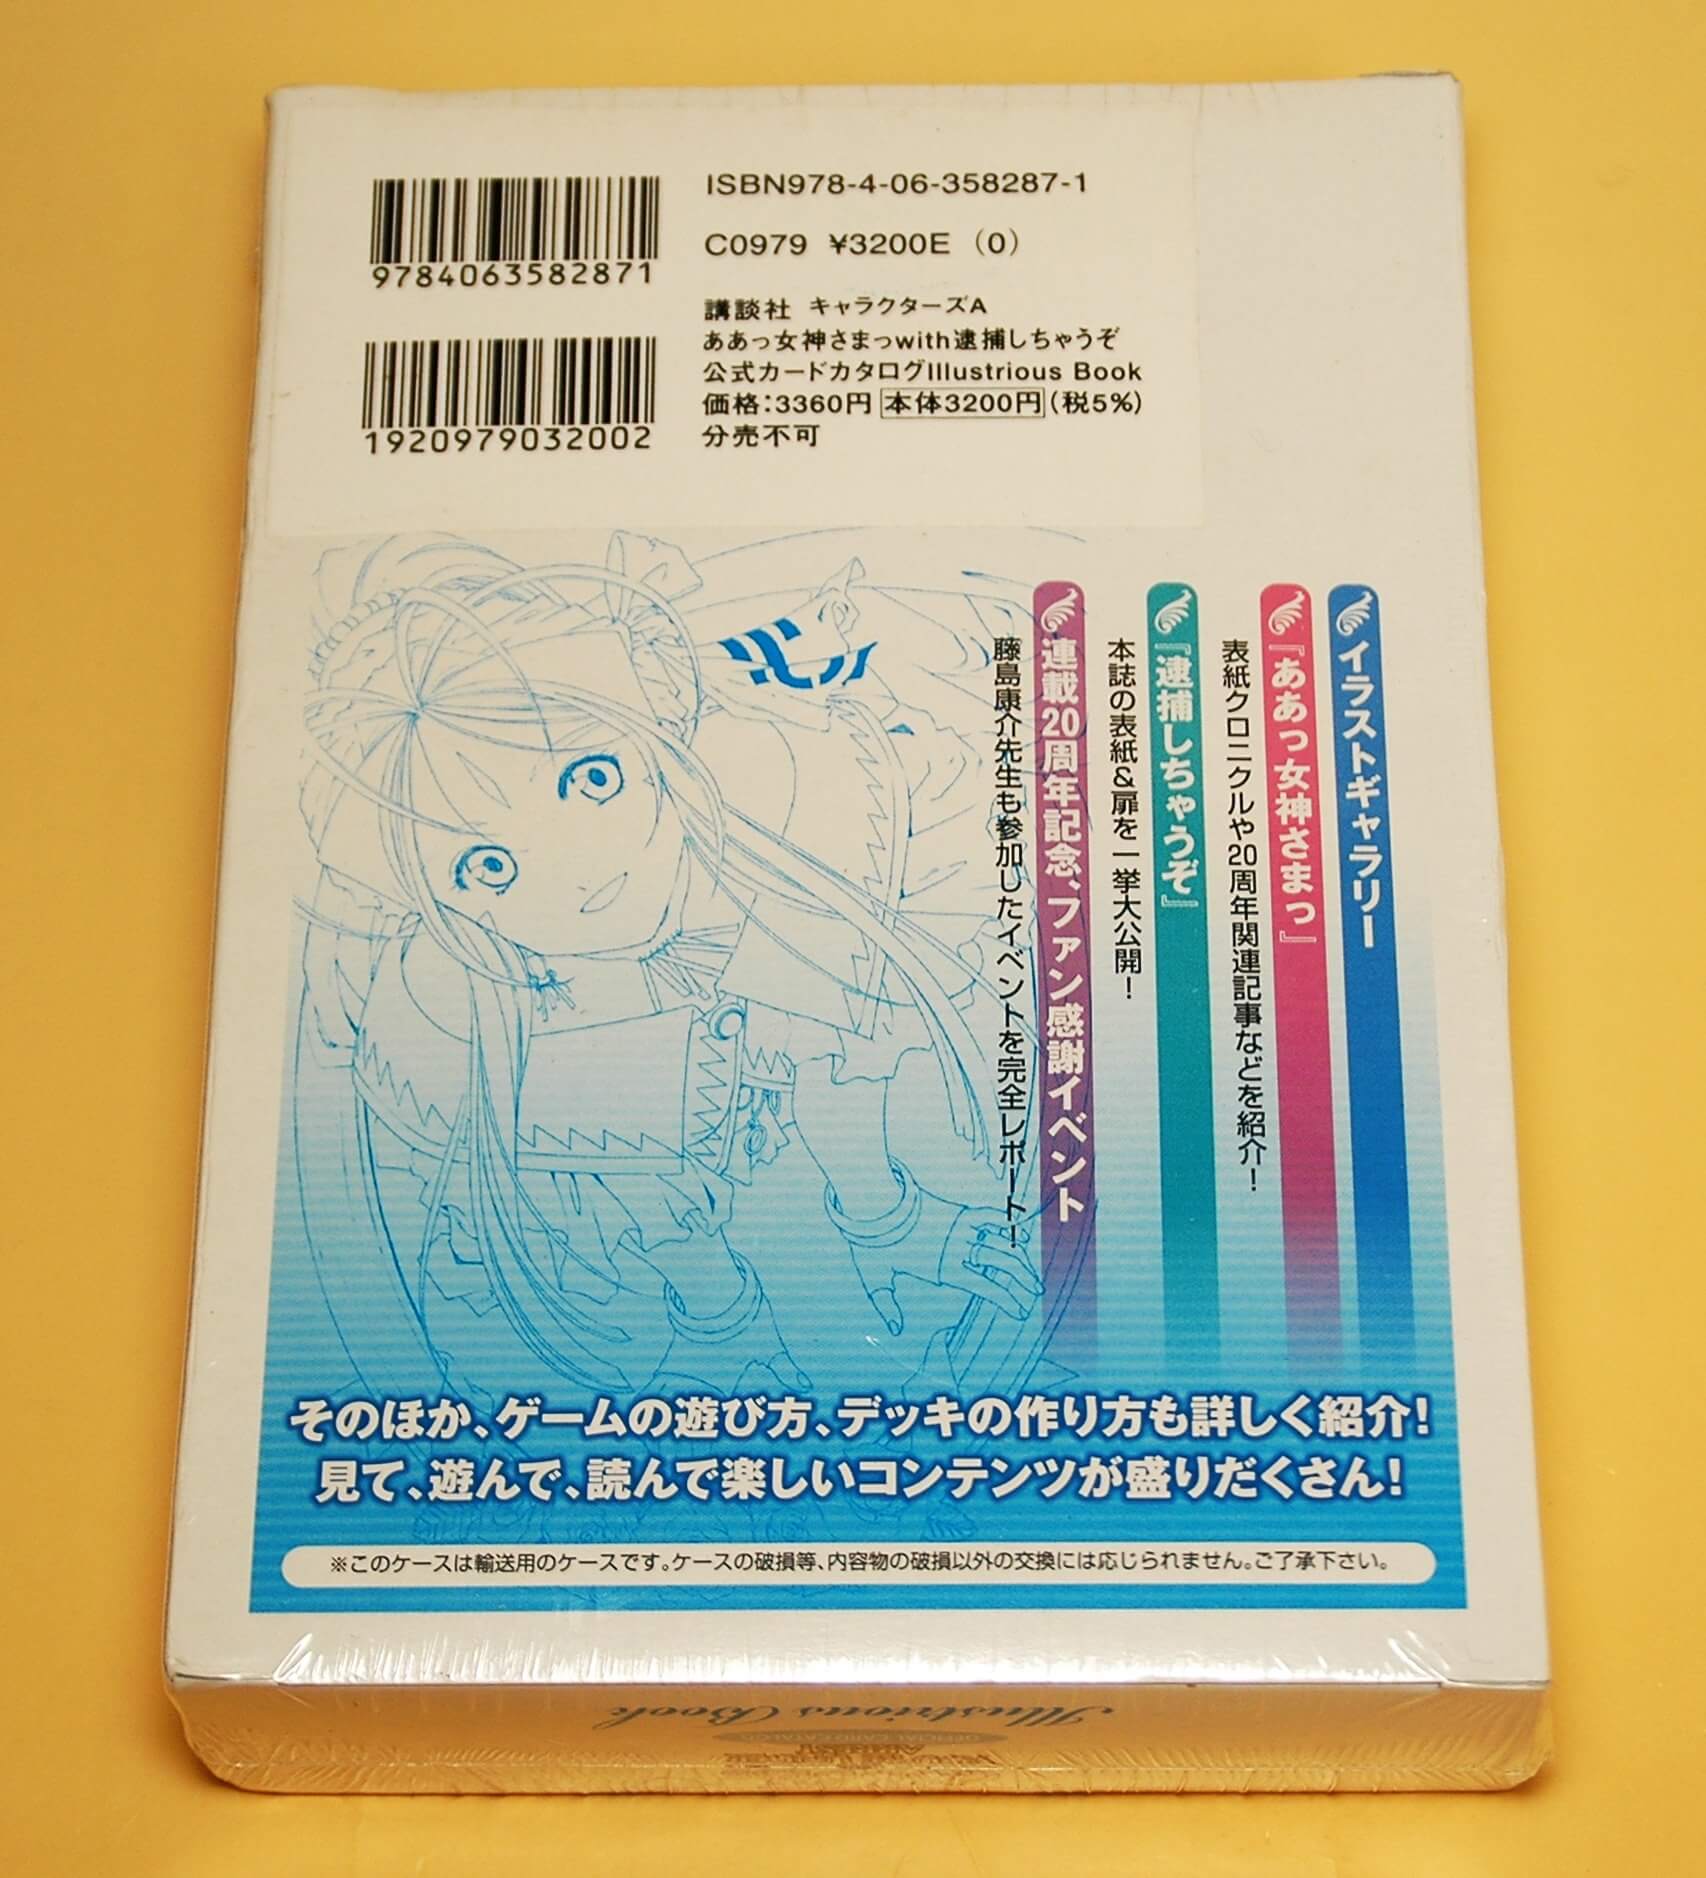 ISBN978-4-06-358287-1
9784063582871
C0979 ¥3200E (0)
1920979032002
講談社 キャラクターズA
ああっ女神さまっwith逮捕しちゃうぞ
公式カードカタログIllustrious Book
価格:3360円 本体3200円(税5%)
分売不可
イラストギャラリー
『ああっ女神さまっ』
表紙クロニクルや20周年関連記事などを紹介!
『逮捕しちゃうぞ』
本誌の表紙&扉を一挙大公開!
連載20周年記念、ファン感謝イベント
藤島康介先生も参加したイベントを完全レポート!
そのほか、ゲームの遊び方、デッキの作り方も詳しく紹介!
見て、遊んで、読んで楽しいコンテンツが盛りだくさん!
※このケースは輸送用のケースです。ケースの破損等、内容物の破損以外の交換には応じられません。ご了承下さい。
Illustrious Book
OFFICIAL CARD CATALOG